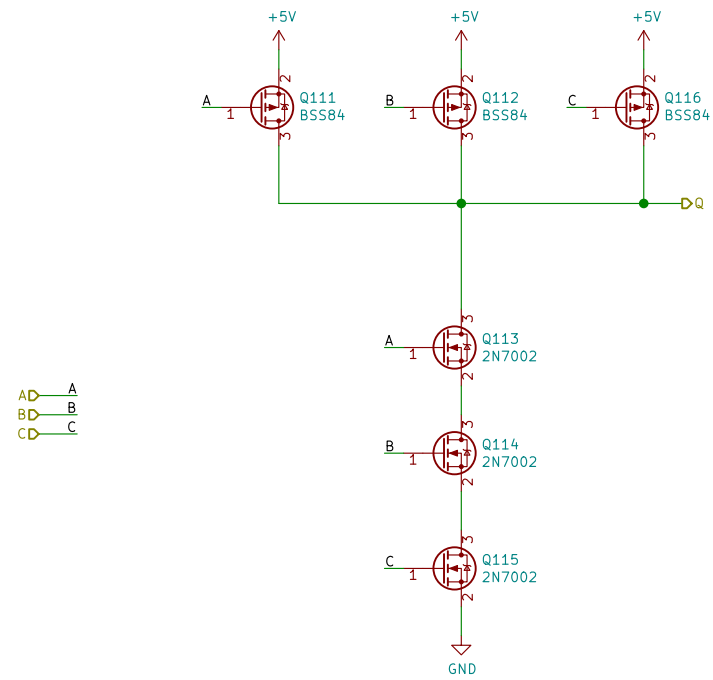 +5V +5V +5V
2 2 2
A 1 Q111 B 1 Q112 C 1 Q116
BSS84 BSS84 BSS84
3 3 3
Q
3
A 1 Q113
2N7002
2
A A
B B
C C
3
B 1 Q114
2N7002
2
3
C 1 Q115
2N7002
2
GND